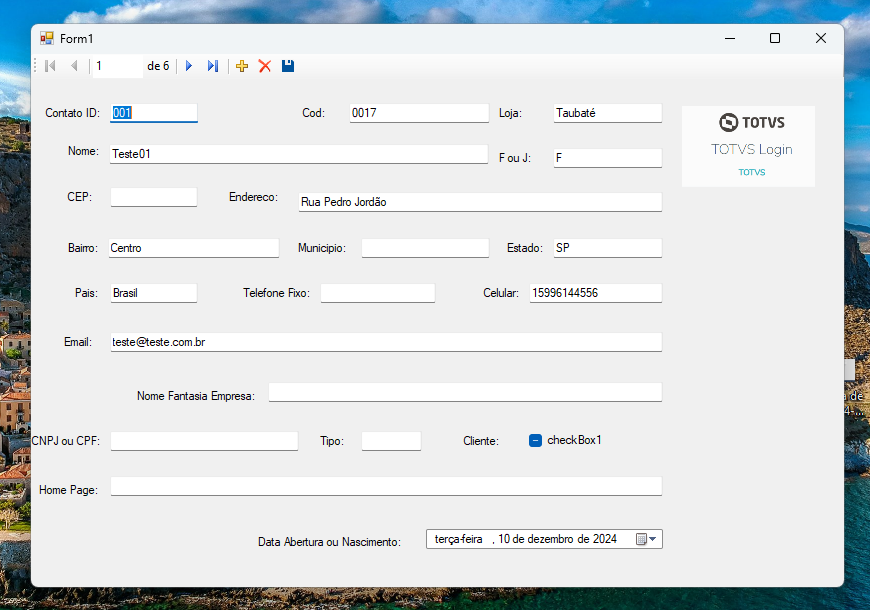 Form1
1 de 6
Contato ID: 001 Cod: 0017 Loja: Taubaté
TOTVS
TOTVS Login
TOTVS
Nome: Teste01 F ou J: F
CEP: Endereco: Rua Pedro Jordão
Bairro: Centro Municipio: Estado: SP
Pais: Brasil Telefone Fixo: Celular: 15996144556
Email: teste@teste.com.br
Nome Fantasia Empresa:
CNPJ ou CPF: Tipo: Cliente: checkBox1
Home Page:
Data Abertura ou Nascimento: terça-feira , 10 de dezembro de 2024